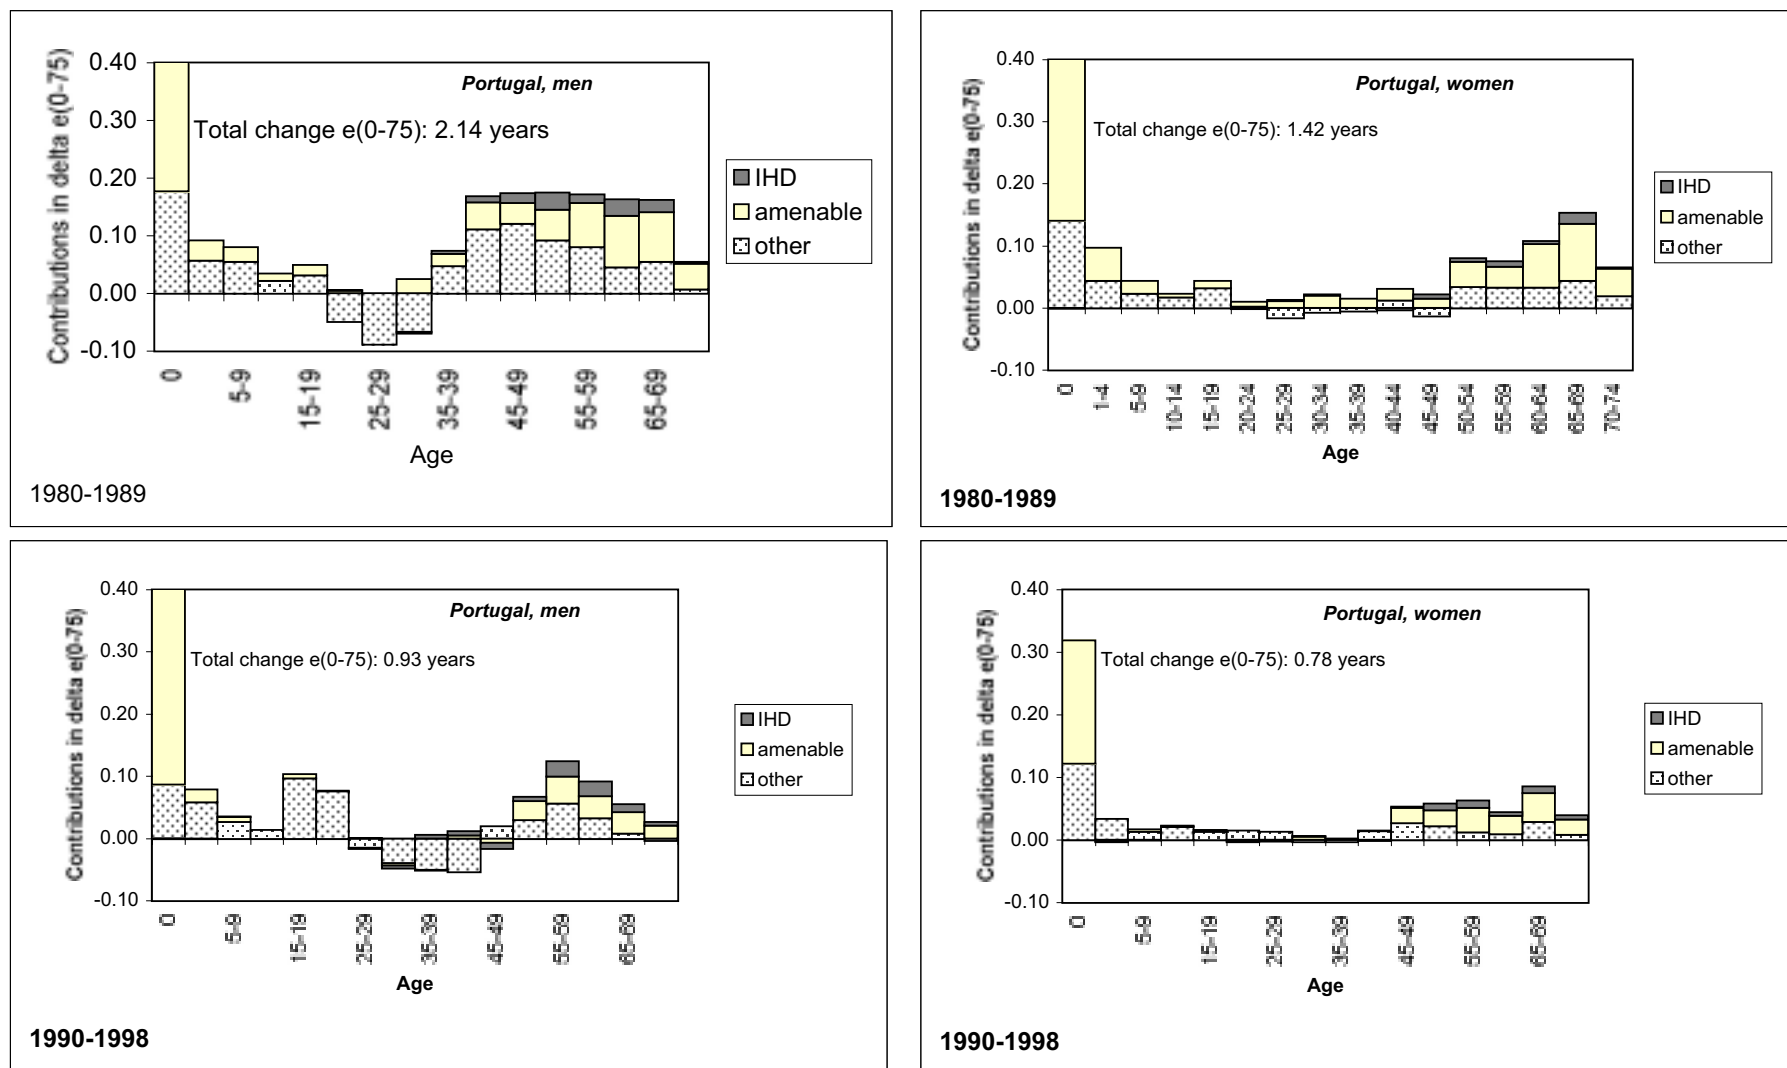 Contributions in delta e(0-75)
0.40
0.30
0.20
0.10
0.00
-0.10
Portugal, men
Total change e(0-75): 2.14 years
IHD
amenable
other
0
5-9
15-19
25-29
35-39
45-49
55-59
65-69
Age
1980-1989
Contributions in delta e(0-75)
0.40
0.30
0.20
0.10
0.00
-0.10
Portugal, women
Total change e(0-75): 1.42 years
IHD
amenable
other
0
1-4
5-9
10-14
15-19
20-24
25-29
30-34
35-39
40-44
45-49
50-54
55-59
60-64
65-69
70-74
Age
1980-1989
Contributions in delta e(0-75)
0.40
0.30
0.20
0.10
0.00
-0.10
Portugal, men
Total change e(0-75): 0.93 years
IHD
amenable
other
0
5-9
15-19
25-29
35-39
45-49
55-59
65-69
Age
1990-1998
Contributions in delta e(0-75)
0.40
0.30
0.20
0.10
0.00
-0.10
Portugal, women
Total change e(0-75): 0.78 years
IHD
amenable
other
0
5-9
15-19
25-29
35-39
45-49
55-59
65-69
Age
1990-1998